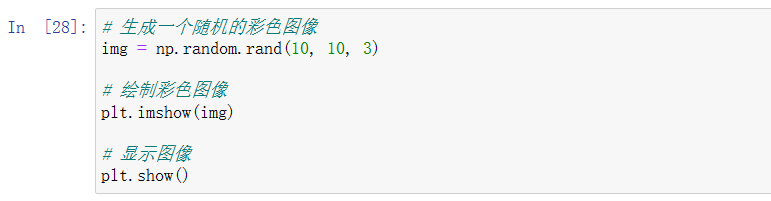 In [28]: # 生成一个随机的彩色图像
img = np.random.rand(10, 10, 3)
# 绘制彩色图像
plt.imshow(img)
# 显示图像
plt.show()